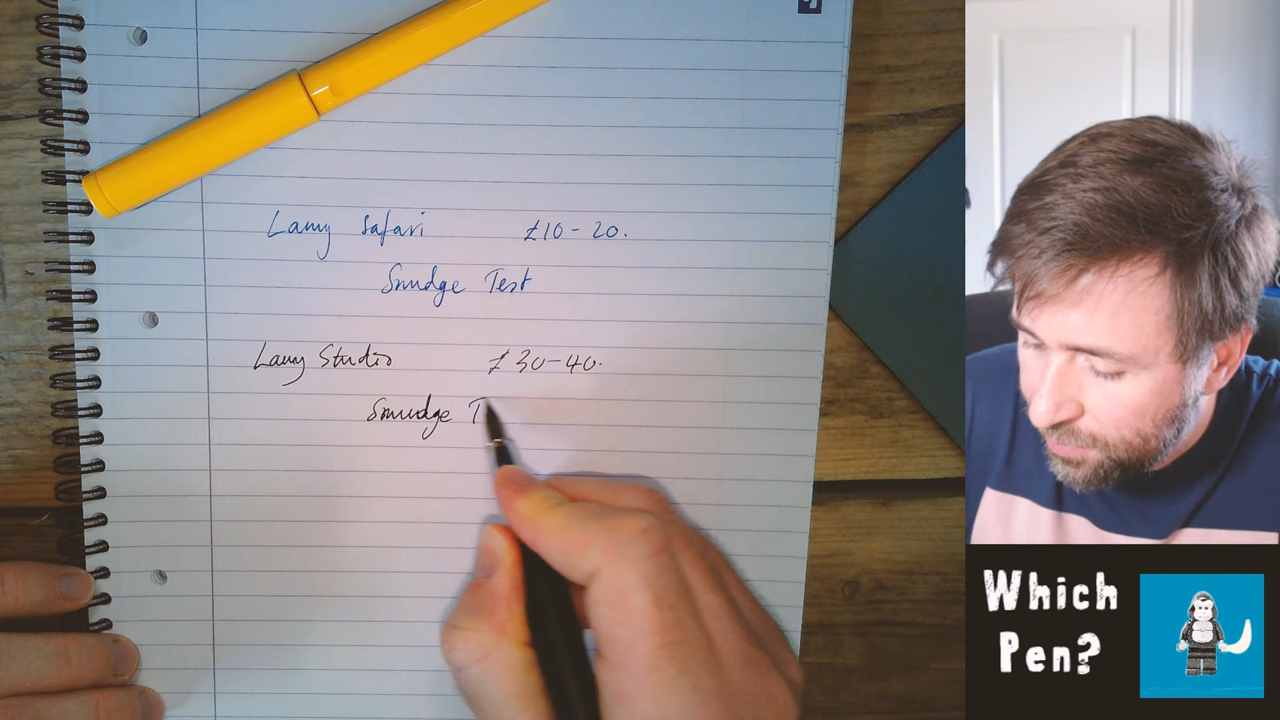 Lamy Safari £10-20.
Smudge Test
Lamy Studio £30-40.
Smudge T
Which
Pen?